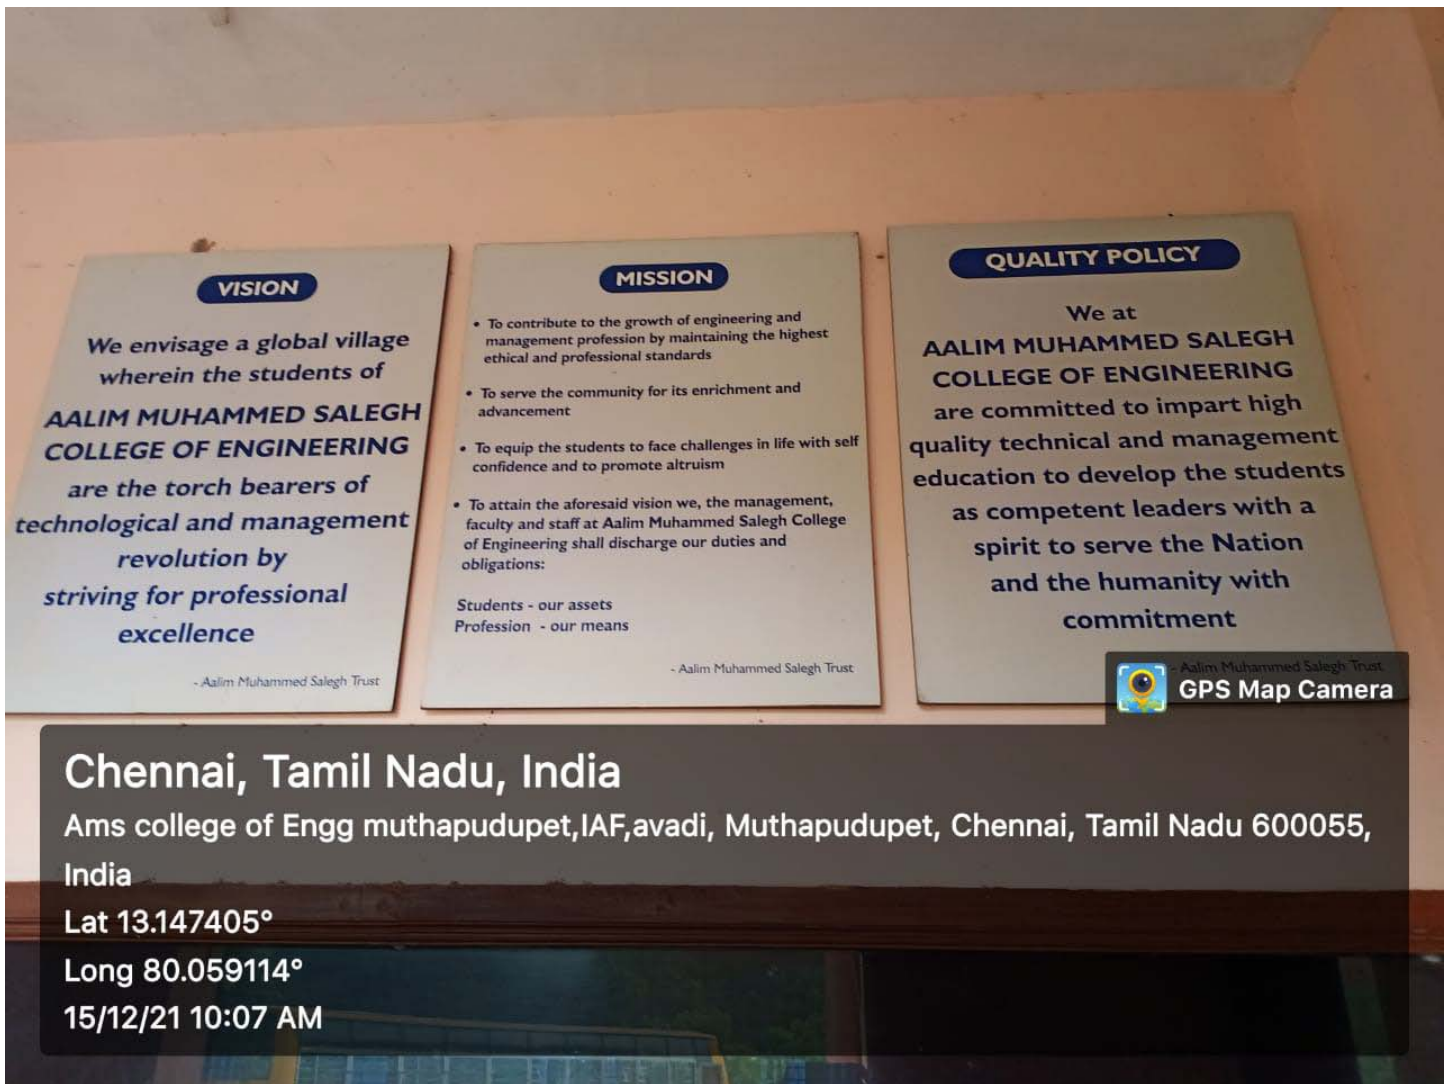 VISION
We envisage a global village
wherein the students of
AALIM MUHAMMED SALEGH
COLLEGE OF ENGINEERING
are the torch bearers of
technological and management
revolution by
striving for professional
excellence
- Aalim Muhammed Salegh Trust
MISSION
• To contribute to the growth of engineering and
management profession by maintaining the highest
ethical and professional standards
• To serve the community for its enrichment and
advancement
• To equip the students to face challenges in life with self
confidence and to promote altruism
• To attain the aforesaid vision we, the management,
faculty and staff at Aalim Muhammed Salegh College
of Engineering shall discharge our duties and
obligations:
Students - our assets
Profession - our means
- Aalim Muhammed Salegh Trust
QUALITY POLICY
We at
AALIM MUHAMMED SALEGH
COLLEGE OF ENGINEERING
are committed to impart high
quality technical and management
education to develop the students
as competent leaders with a
spirit to serve the Nation
and the humanity with
commitment
- Aalim Muhammed Salegh Trust
GPS Map Camera
Chennai, Tamil Nadu, India
Ams college of Engg muthapudupet,IAF,avadi, Muthapudupet, Chennai, Tamil Nadu 600055,
India
Lat 13.147405°
Long 80.059114°
15/12/21 10:07 AM